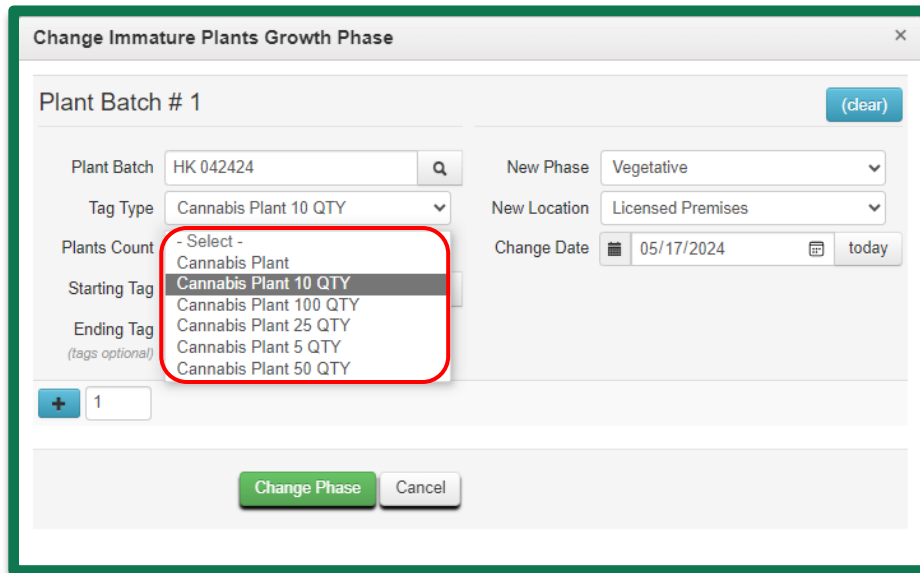 Change Immature Plants Growth Phase ×
Plant Batch # 1 (clear)
Plant Batch HK 042424 New Phase Vegetative
Tag Type Cannabis Plant 10 QTY New Location Licensed Premises
Plants Count - Select - Change Date 05/17/2024 today
Cannabis Plant
Starting Tag Cannabis Plant 10 QTY
Cannabis Plant 100 QTY
Ending Tag Cannabis Plant 25 QTY
(tags optional) Cannabis Plant 5 QTY
Cannabis Plant 50 QTY
+ 1
Change Phase Cancel